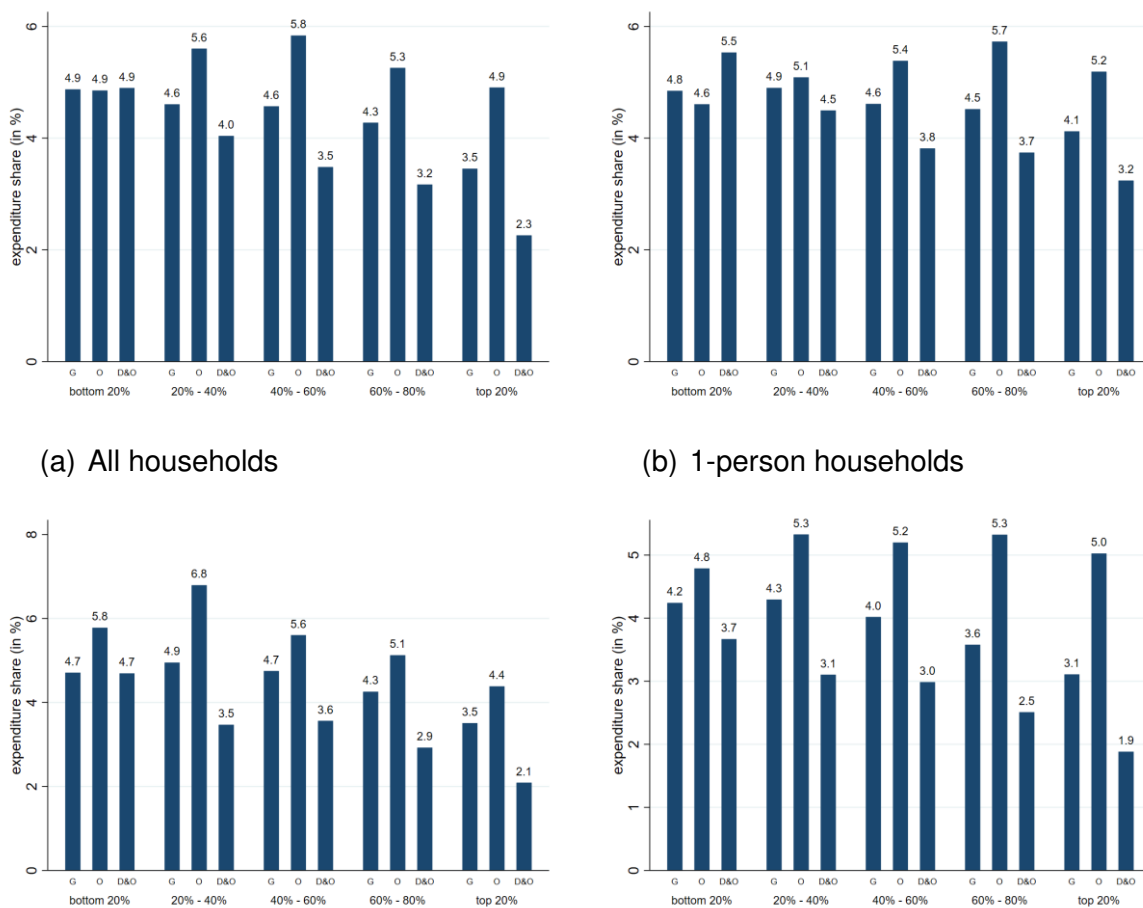 expenditure share (in %)
0 2 4 6
4.9 4.9 4.9 4.6 5.6 4.0 4.6 5.8 3.5 4.3 5.3 3.2 3.5 4.9 2.3
G O D&O G O D&O G O D&O G O D&O G O D&O
bottom 20% 20% - 40% 40% - 60% 60% - 80% top 20%
(a) All households
expenditure share (in %)
0 2 4 6
4.8 4.6 5.5 4.9 5.1 4.5 4.6 5.4 3.8 4.5 5.7 3.7 4.1 5.2 3.2
G O D&O G O D&O G O D&O G O D&O G O D&O
bottom 20% 20% - 40% 40% - 60% 60% - 80% top 20%
(b) 1-person households
expenditure share (in %)
0 2 4 6 8
4.7 5.8 4.7 4.9 6.8 3.5 4.7 5.6 3.6 4.3 5.1 2.9 3.5 4.4 2.1
G O D&O G O D&O G O D&O G O D&O G O D&O
bottom 20% 20% - 40% 40% - 60% 60% - 80% top 20%
expenditure share (in %)
0 1 2 3 4 5
4.2 4.8 3.7 4.3 5.3 3.1 4.0 5.2 3.0 3.6 5.3 2.5 3.1 5.0 1.9
G O D&O G O D&O G O D&O G O D&O G O D&O
bottom 20% 20% - 40% 40% - 60% 60% - 80% top 20%